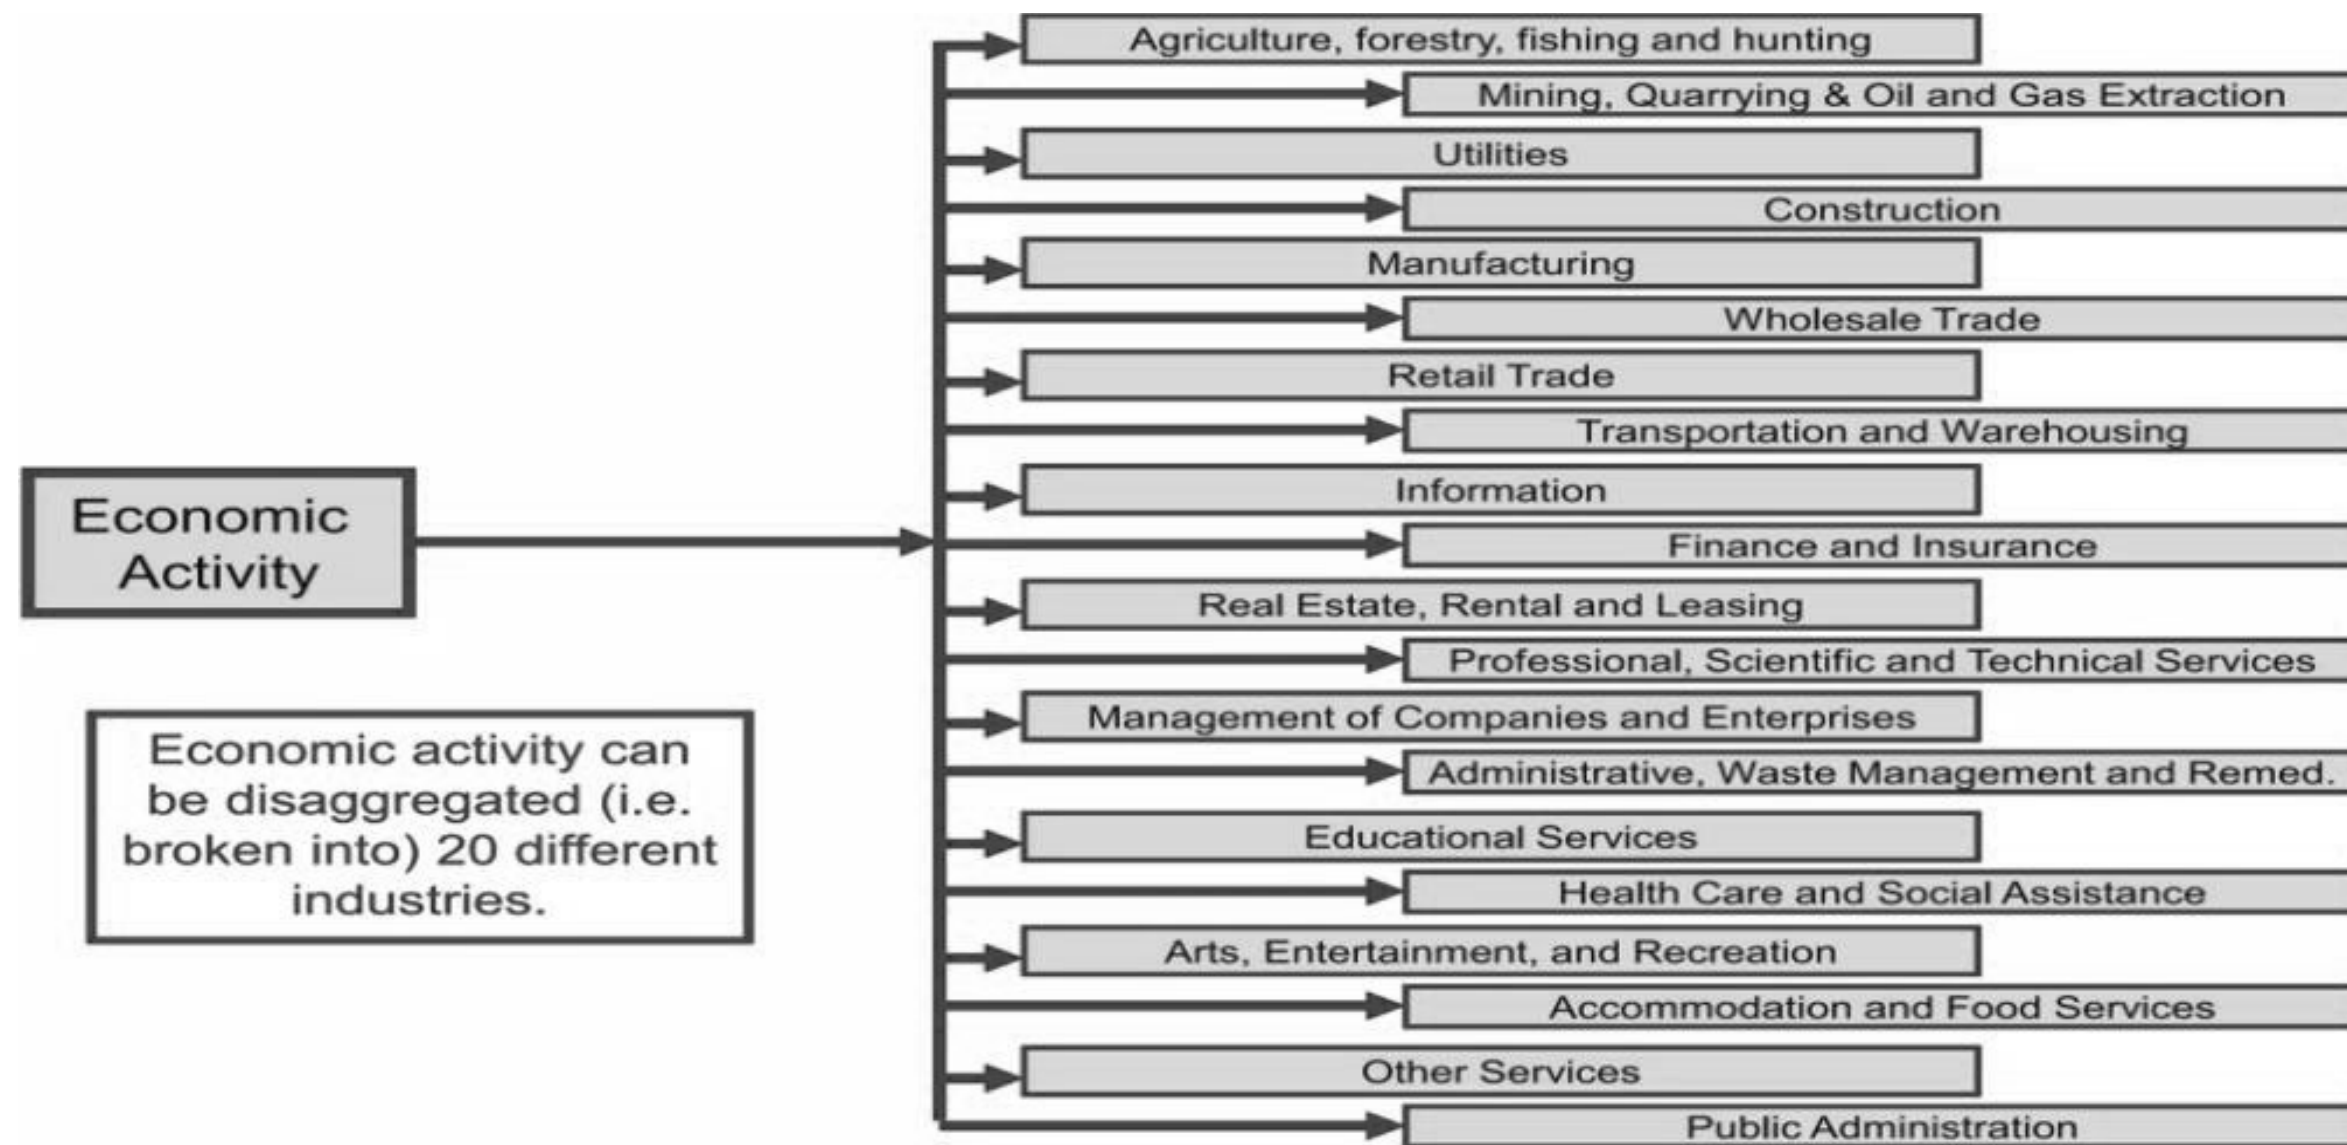 Agriculture, forestry, fishing and hunting
Mining, Quarrying & Oil and Gas Extraction
Utilities
Construction
Manufacturing
Wholesale Trade
Retail Trade
Transportation and Warehousing
Information
Finance and Insurance
Real Estate, Rental and Leasing
Professional, Scientific and Technical Services
Management of Companies and Enterprises
Administrative, Waste Management and Remed.
Educational Services
Health Care and Social Assistance
Arts, Entertainment, and Recreation
Accommodation and Food Services
Other Services
Public Administration
Economic
Activity
Economic activity can
be disaggregated (i.e.
broken into) 20 different
industries.